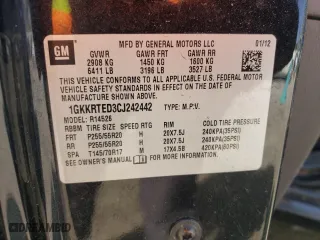 GM
MFD BY GENERAL MOTORS LLC 01/12
GVWR GAWR FRT GAWR RR
2908 KG 1450 KG 1600 KG
6411 LB 3196 LB 3527 LB
THIS VEHICLE CONFORMS TO ALL APPLICABLE U.S. FEDERAL MOTOR
VEHICLE SAFETY
STANDARDS IN EFFECT ON THE DATE OF MANUFACTURE SHOWN ABOVE.
1GKKRTED3CJ242442 TYPE: M.P.V.
MODEL: R14526
TIRE SIZE SPEED RTG RIM COLD TIRE PRESSURE
FRT P255/55R20 H 20X7.5J 240KPA(35PSI)
RR P255/55R20 H 20X7.5J 240KPA(35PSI)
SPA T145/70R17 M 17X4.5B 420KPA(60PSI)
SEE OWNER'S MANUAL
INFORMATION